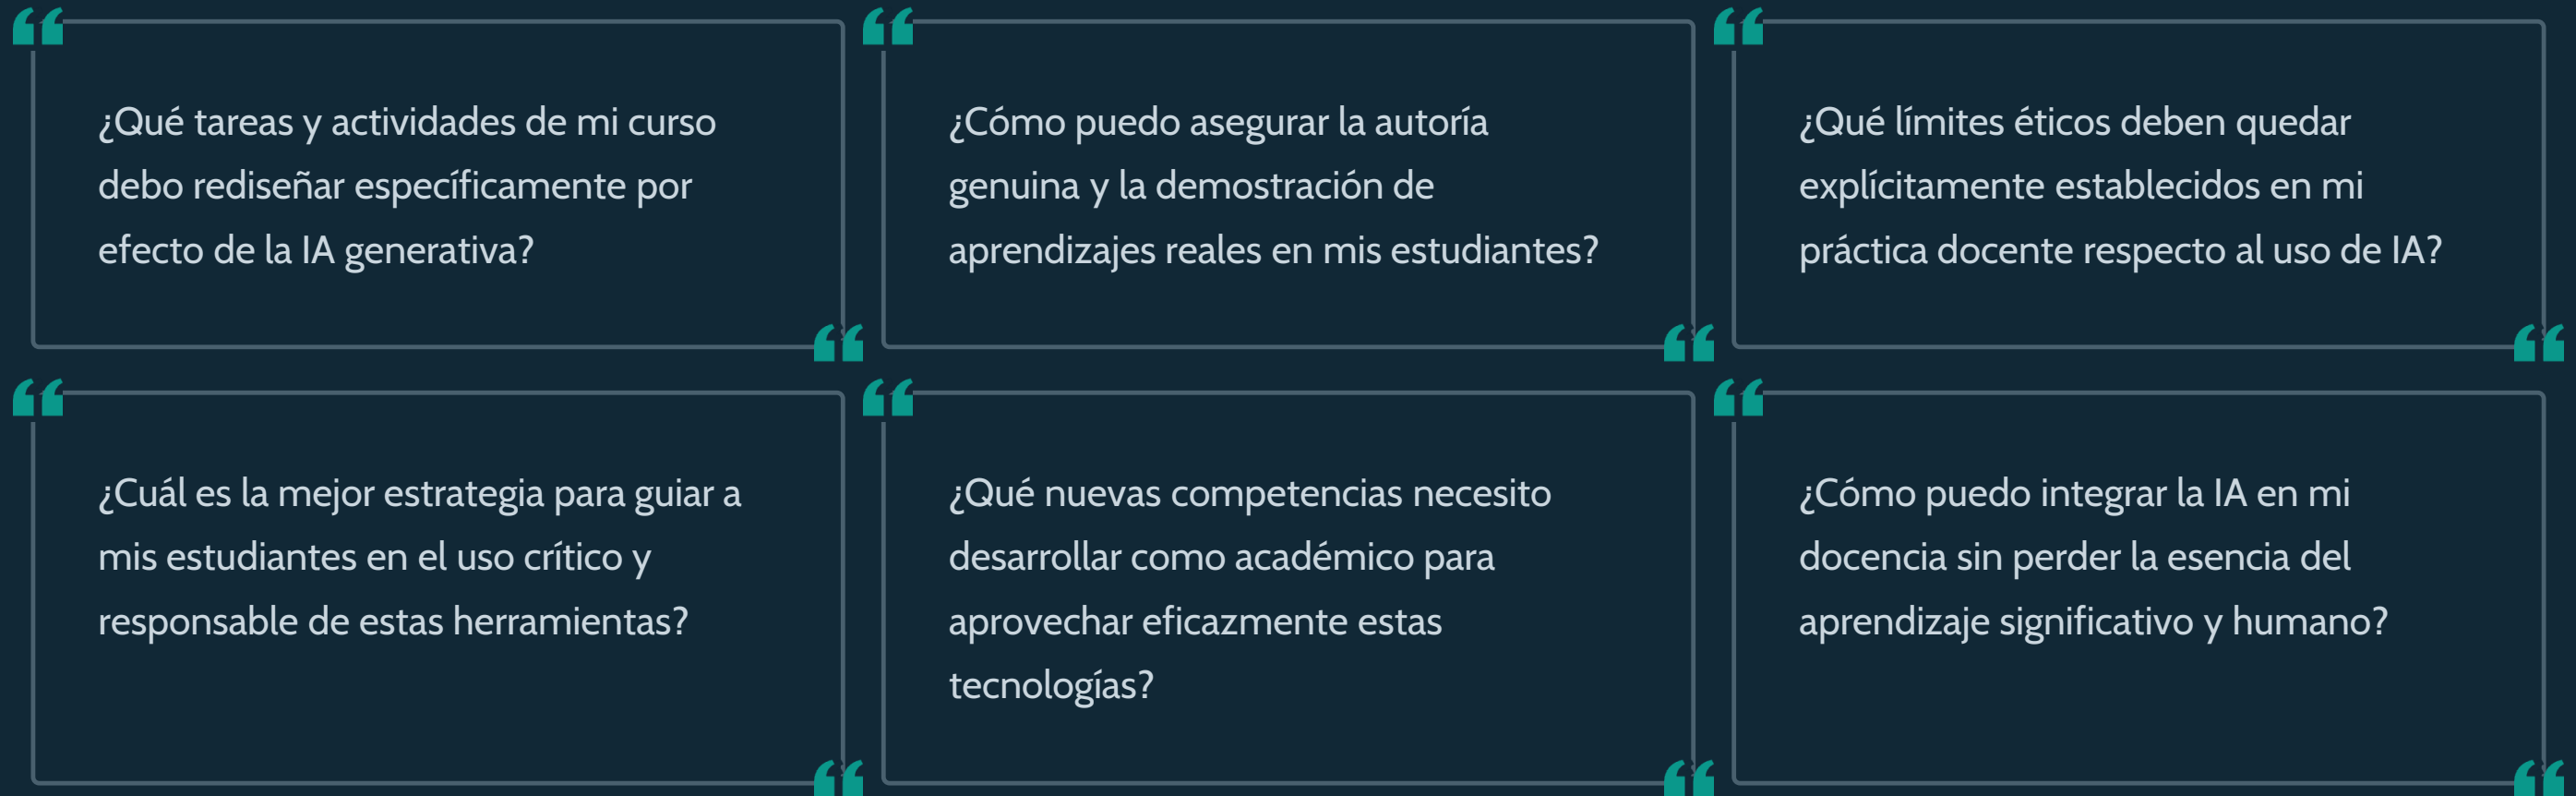 ¿Qué tareas y actividades de mi curso
debo rediseñar específicamente por
efecto de la IA generativa?
¿Cómo puedo asegurar la autoría
genuina y la demostración de
aprendizajes reales en mis estudiantes?
¿Qué límites éticos deben quedar
explícitamente establecidos en mi
práctica docente respecto al uso de IA?
¿Cuál es la mejor estrategia para guiar a
mis estudiantes en el uso crítico y
responsable de estas herramientas?
¿Qué nuevas competencias necesito
desarrollar como académico para
aprovechar eficazmente estas
tecnologías?
¿Cómo puedo integrar la IA en mi
docencia sin perder la esencia del
aprendizaje significativo y humano?